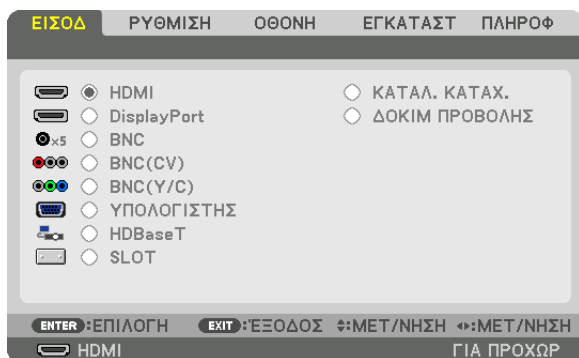 ΕΙΣΟΔ ΡΥΘΜΙΣΗ ΟΘΟΝΗ ΕΓΚΑΤΑΣΤ ΠΛΗΡΟΦ
HDMI ΚΑΤΑΛ. ΚΑΤΑΧ.
DisplayPort ΔΟΚΙΜ ΠΡΟΒΟΛΗΣ
×5 BNC
BNC(CV)
BNC(Y/C)
ΥΠΟΛΟΓΙΣΤΗΣ
HDBaseT
SLOT
ENTER:ΕΠΙΛΟΓΗ EXIT:ΈΞΟΔΟΣ :ΜΕΤ/ΝΗΣΗ :ΜΕΤ/ΝΗΣΗ
HDMI ΓΙΑ ΠΡΟΧΩΡ